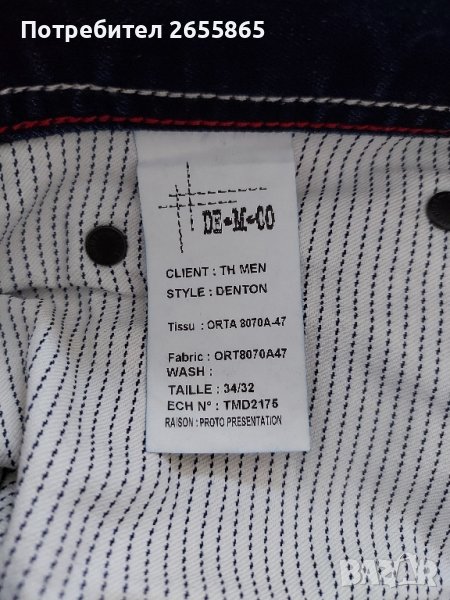 Потребител 2655865
DE-M-CO
CLIENT : TH MEN
STYLE : DENTON
Tissu : ORTA 8070A-47
Fabric : ORT8070A47
WASH :
TAILLE : 34/32
ECH N° : TMD2175
RAISON : PROTO PRESENTATION
BAZAR